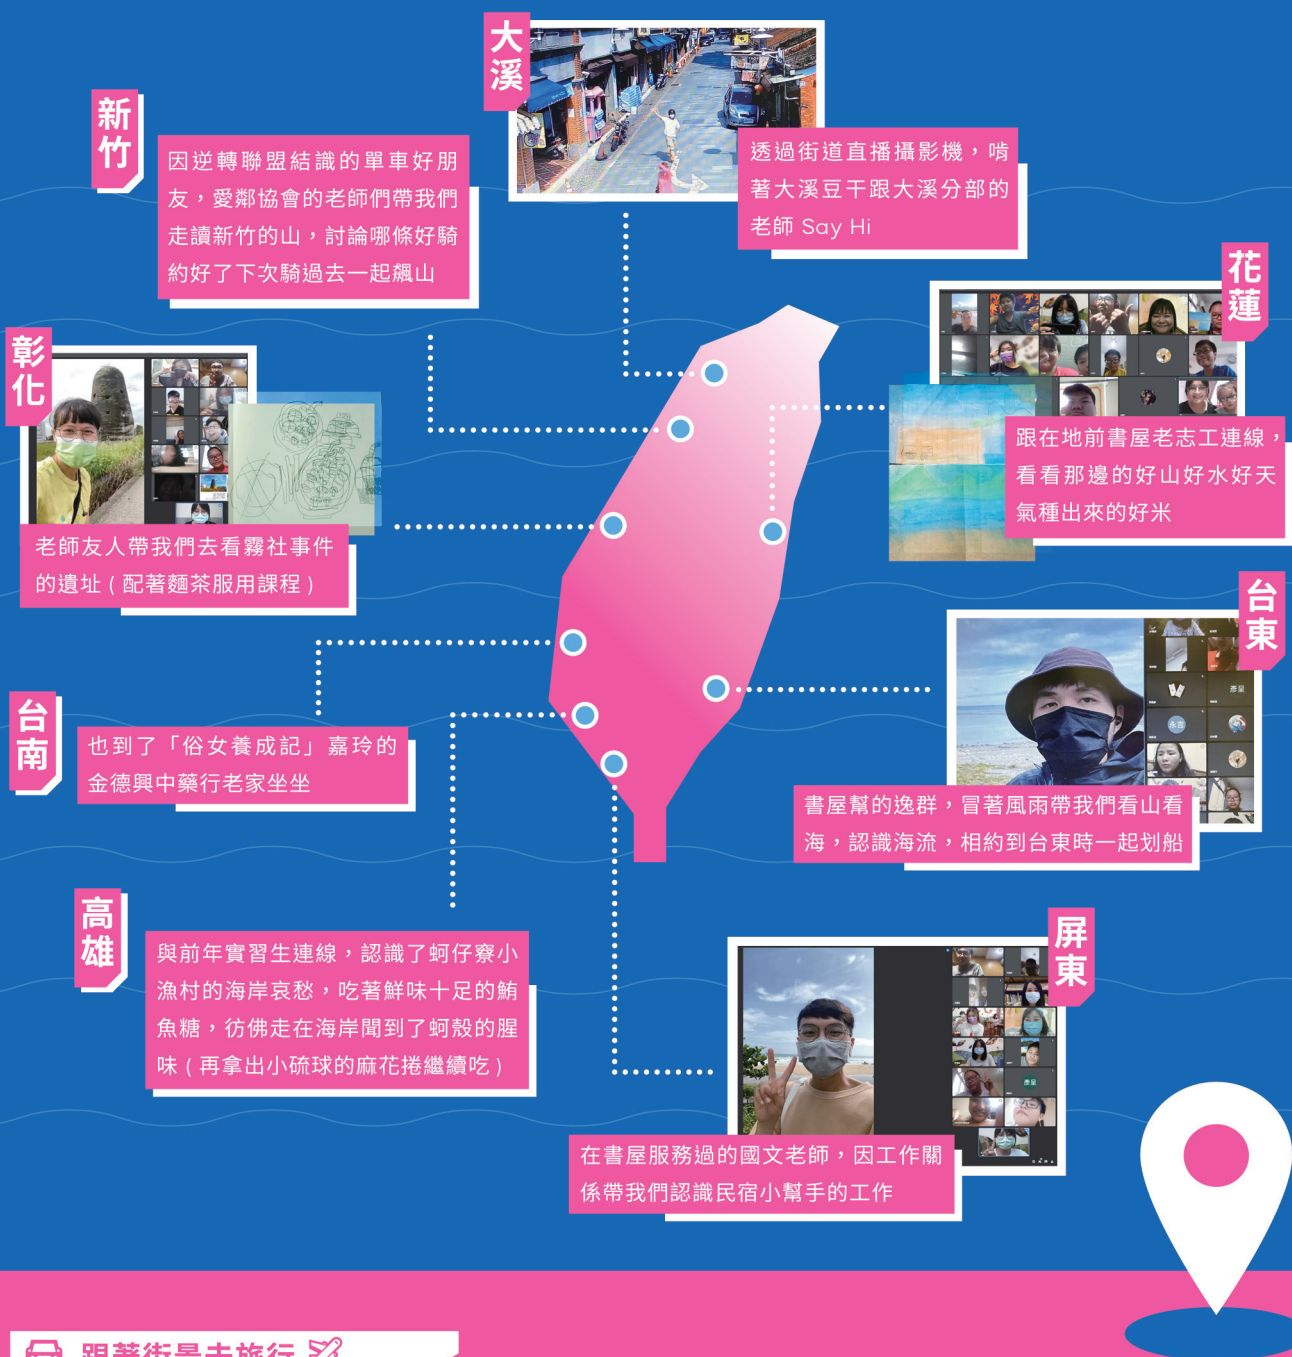 大溪
透過街道直播攝影機，啃
著大溪豆干跟大溪分部的
老師 Say Hi
新竹
因逆轉聯盟結識的單車好朋
友，愛鄰協會的老師們帶我們
走讀新竹的山，討論哪條好騎
約好了下次騎過去一起飆山
花蓮
跟在地前書屋老志工連線，
看看那邊的好山好水好天
氣種出來的好米
彰化
老師友人帶我們去看霧社事件
的遺址 ( 配著麵茶服用課程 )
台東
書屋幫的逸群，冒著風雨帶我們看山看
海，認識海流，相約到台東時一起划船
台南
也到了「俗女養成記」嘉玲的
金德興中藥行老家坐坐
高雄
與前年實習生連線，認識了蚵仔寮小
漁村的海岸哀愁，吃著鮮味十足的鮪
魚糖，彷彿走在海岸聞到了蚵殼的腥
味 ( 再拿出小硫球的麻花捲繼續吃 )
屏東
在書屋服務過的國文老師，因工作關
係帶我們認識民宿小幫手的工作
跟著街景去旅行